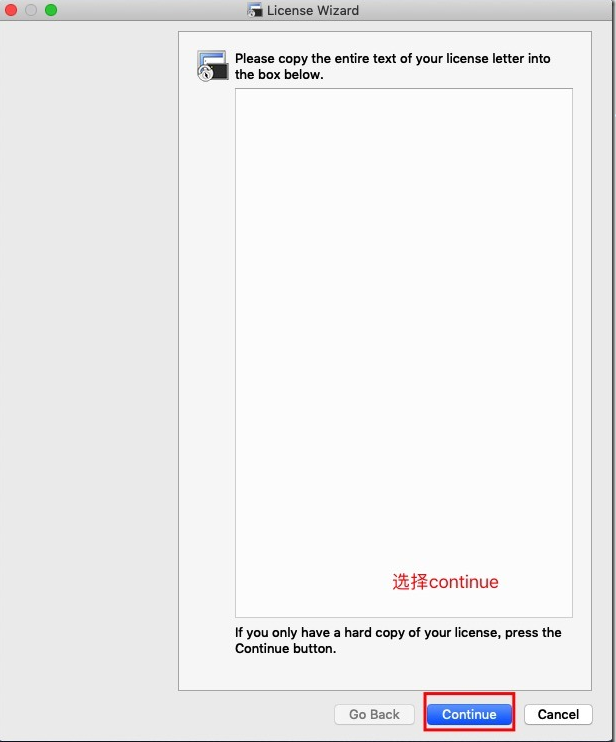 License Wizard
Please copy the entire text of your license letter into
the box below.
选择continue
If you only have a hard copy of your license, press the
Continue button.
Go Back
Continue
Cancel